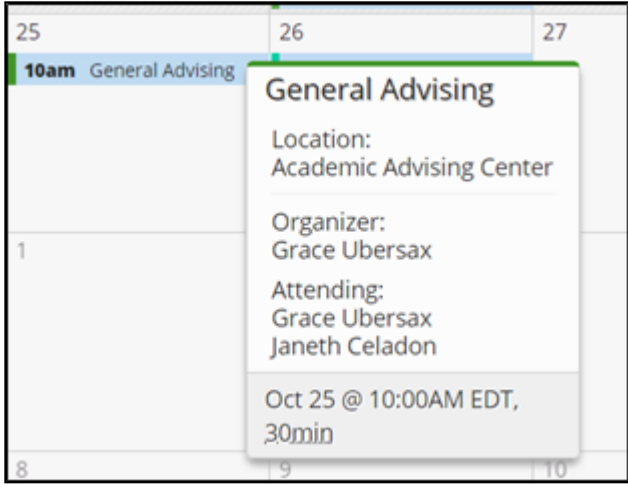 25 26 27
10am General Advising
General Advising
Location:
Academic Advising Center
Organizer:
Grace Ubersax
Attending:
Grace Ubersax
Janeth Celadon
Oct 25 @ 10:00AM EDT,
30min
1
8 9 10